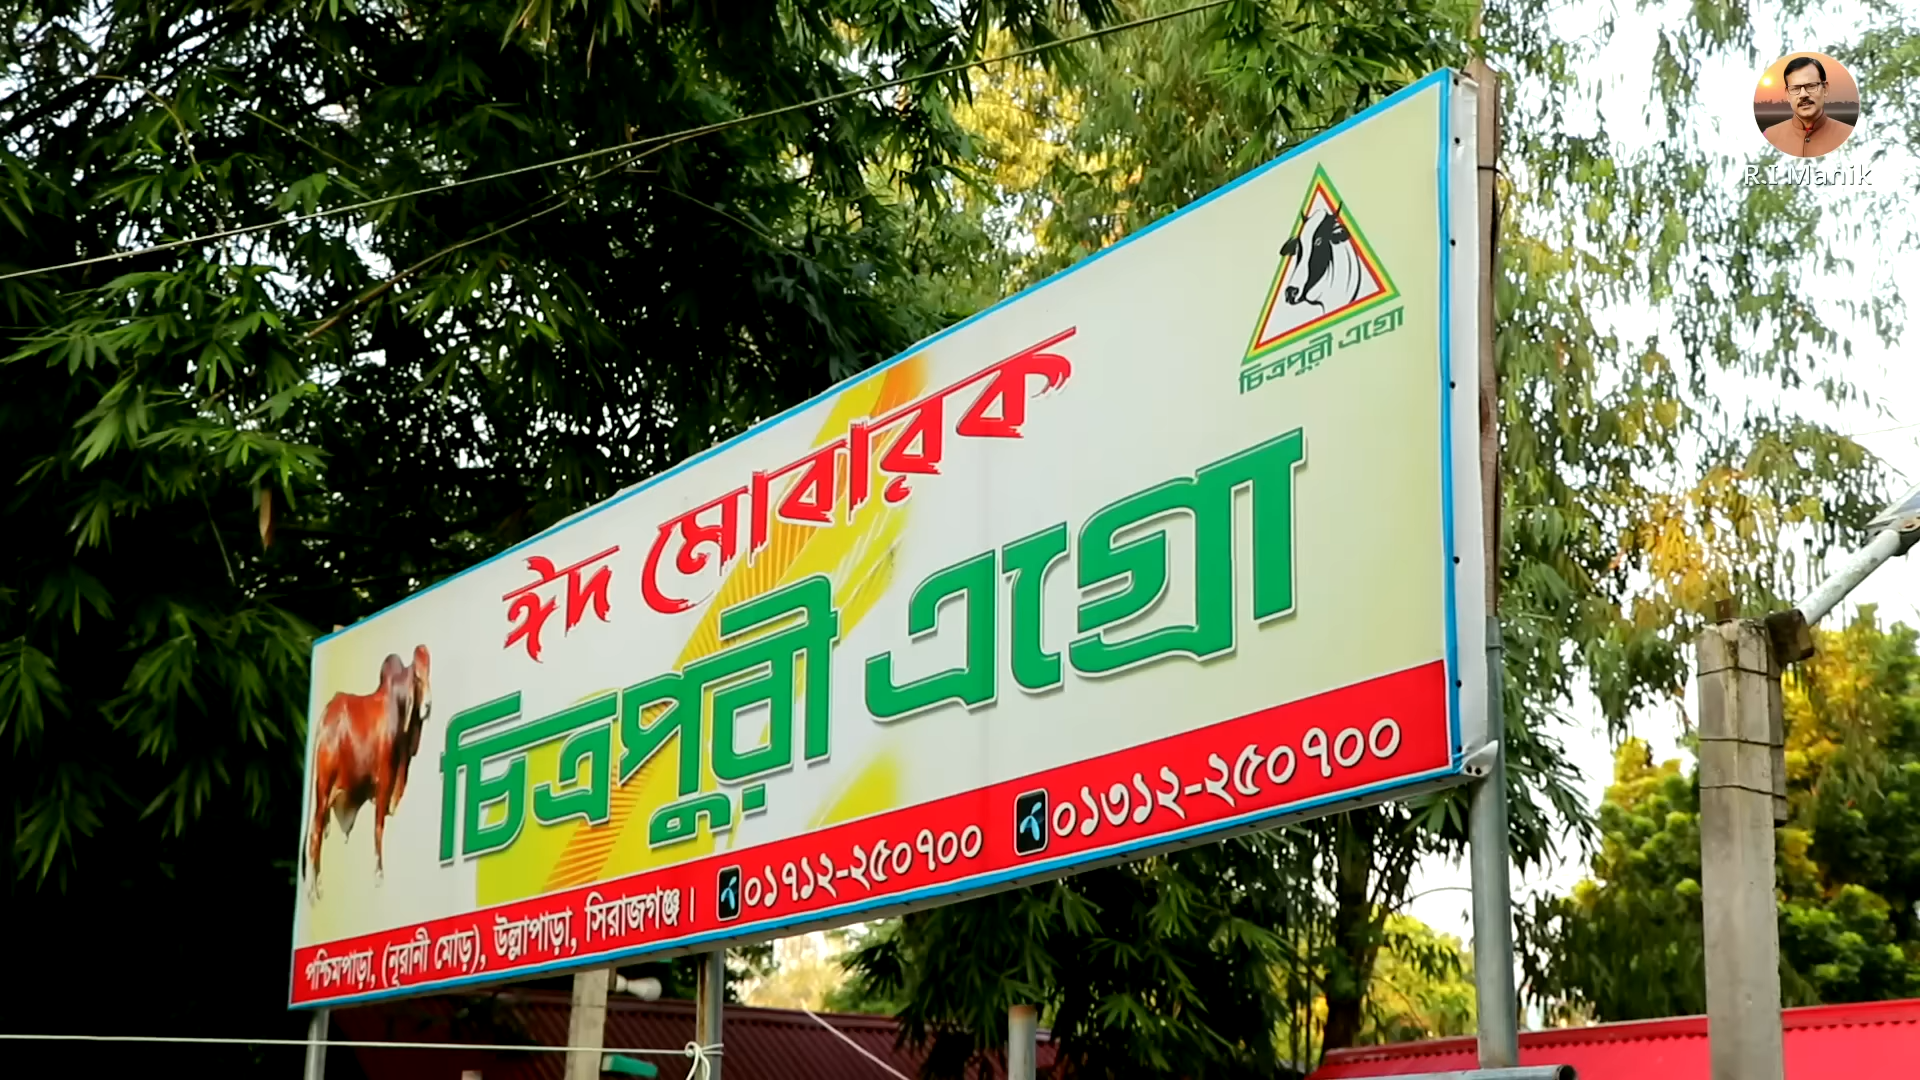 R.I Manik
চিত্রপুরী এগ্রো
ঈদ মোবারক
চিত্রপুরী এগ্রো
পশ্চিমপাড়া, (নূরানী মোড়), উল্লাপাড়া, সিরাজগঞ্জ। ০১৭১২-২৫০৭০০ ০১৩১২-২৫০৭০০